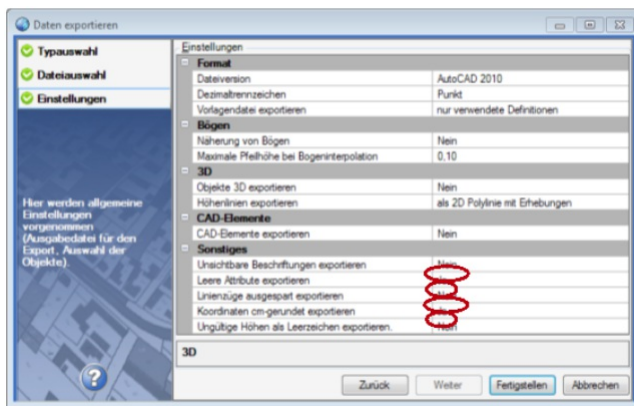 Daten exportieren
Typauswahl
Dateiauswahl
Einstellungen
Hier werden allgemeine
Einstellungen
vorgenommen
(Ausgabedatei für den
Export, Auswahl der
Objekte).
Einstellungen
Format
Dateiversion AutoCAD 2010
Dezimaltrennzeichen Punkt
Vorlagendatei exportieren nur verwendete Definitionen
Bögen
Näherung von Bögen Nein
Maximale Pfeilhöhe bei Bogeninterpolation 0,10
3D
Objekte 3D exportieren Nein
Höhenlinien exportieren als 2D Polylinie mit Erhebungen
CAD-Elemente
CAD-Elemente exportieren Nein
Sonstiges
Unsichtbare Beschriftungen exportieren Nein
Leere Attribute exportieren
Linienzüge ausgespart exportieren
Koordinaten cm-gerundet exportieren
Ungültige Höhen als Leerzeichen exportieren. Nein
3D
Zurück Weiter Fertigstellen Abbrechen